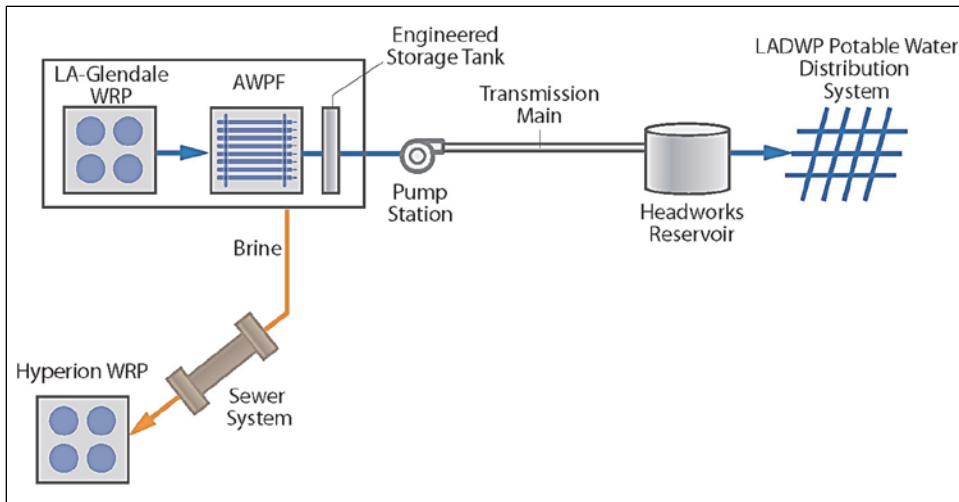 Engineered
Storage Tank
LADWP Potable Water
Distribution
System
LA-Glendale
WRP
AWPF
Transmission
Main
Pump
Station
Headworks
Reservoir
Brine
Hyperion WRP
Sewer
System